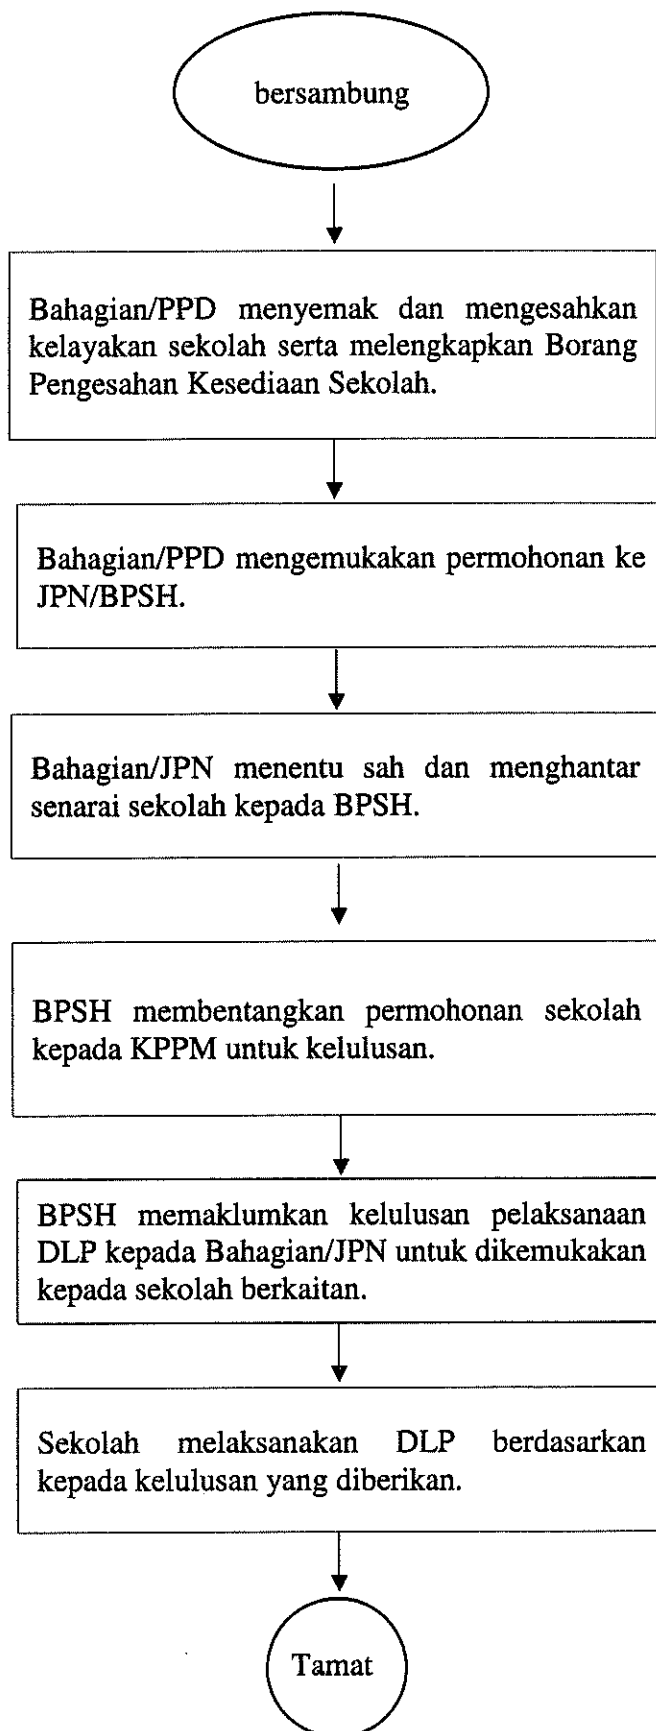 bersambung
Bahagian/PPD menyemak dan mengesahkan
kelayakan sekolah serta melengkapkan Borang
Pengesahan Kesediaan Sekolah.
Bahagian/PPD mengemukakan permohonan ke
JPN/BPSH.
Bahagian/JPN menentu sah dan menghantar
senarai sekolah kepada BPSH.
BPSH membentangkan permohonan sekolah
kepada KPPM untuk kelulusan.
BPSH memaklumkan kelulusan pelaksanaan
DLP kepada Bahagian/JPN untuk dikemukakan
kepada sekolah berkaitan.
Sekolah melaksanakan DLP berdasarkan
kepada kelulusan yang diberikan.
Tamat